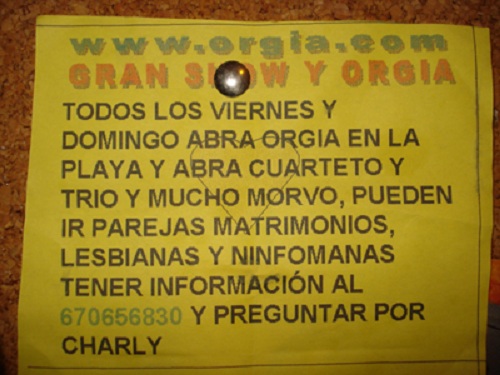 www.orgia.com
GRAN SHOW Y ORGIA
TODOS LOS VIERNES Y
DOMINGO ABRA ORGIA EN LA
PLAYA Y ABRA CUARTETO Y
TRIO Y MUCHO MORVO, PUEDEN
IR PAREJAS MATRIMONIOS,
LESBIANAS Y NINFOMANAS
TENER INFORMACIÓN AL
670656830 Y PREGUNTAR POR
CHARLY